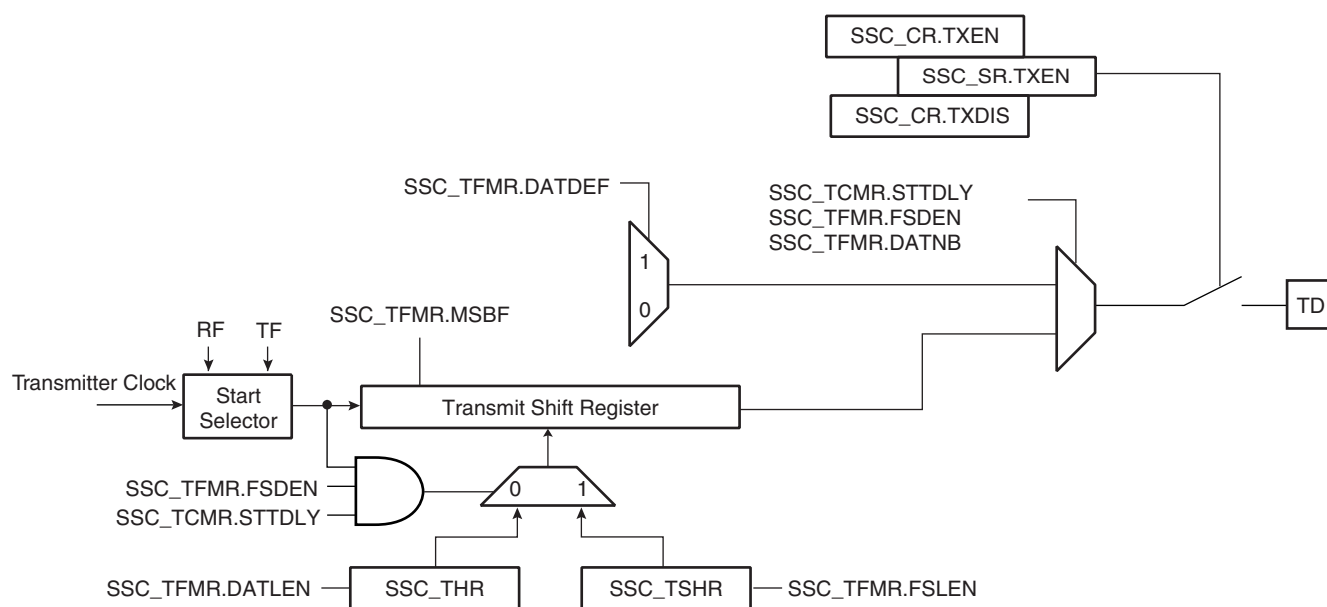 SSC_CR.TXEN
SSC_SR.TXEN
SSC_CR.TXDIS
SSC_TFMR.DATDEF
SSC_TCMR.STTDLY
SSC_TFMR.FSDEN
SSC_TFMR.DATNB
1
0
TD
SSC_TFMR.MSBF
RF
TF
Transmitter Clock
Start
Selector
Transmit Shift Register
SSC_TFMR.FSDEN
SSC_TCMR.STTDLY
0
1
SSC_TFMR.DATLEN
SSC_THR
SSC_TSHR
SSC_TFMR.FSLEN